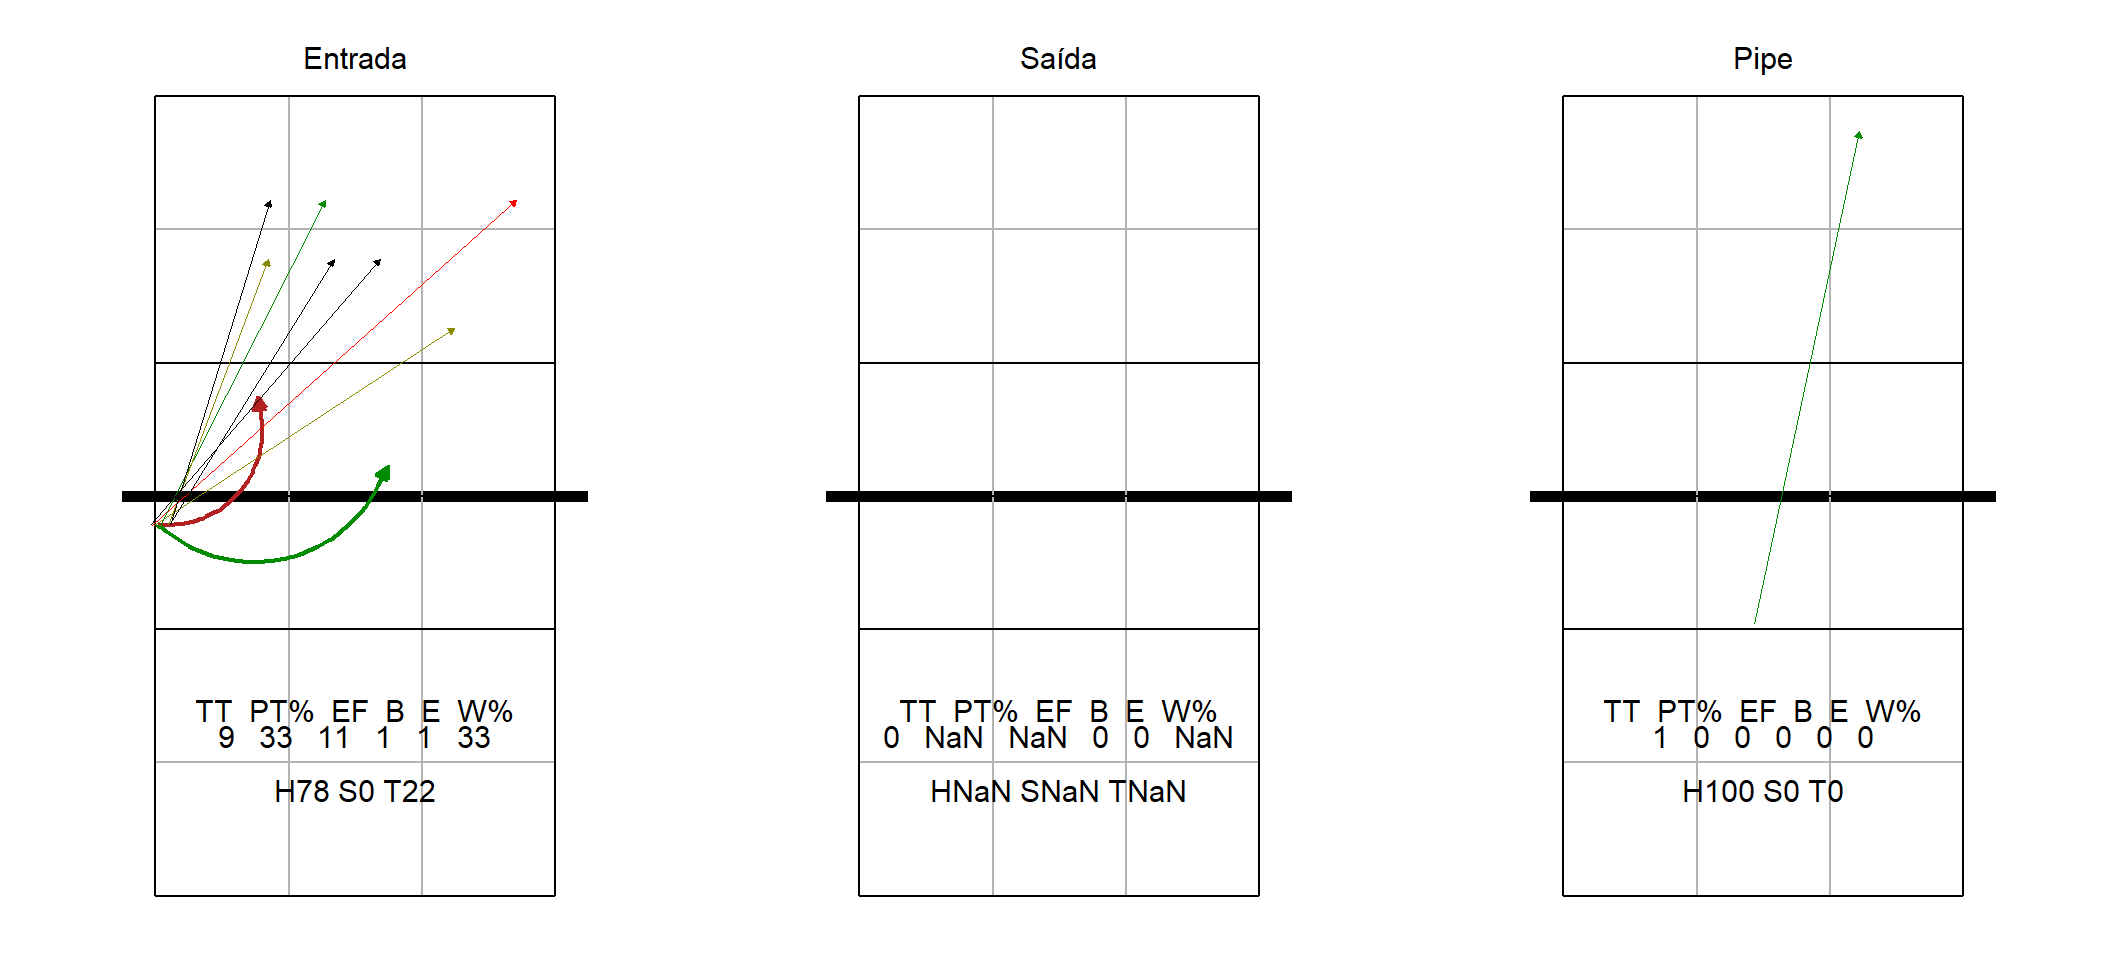 Entrada
TT PT% EF B E W%
9 33 11 1 1 33
H78 S0 T22
Saída
TT PT% EF B E W%
0 NaN NaN 0 0 NaN
HNaN SNaN TNaN
Pipe
TT PT% EF B E W%
1 0 0 0 0 0
H100 S0 T0